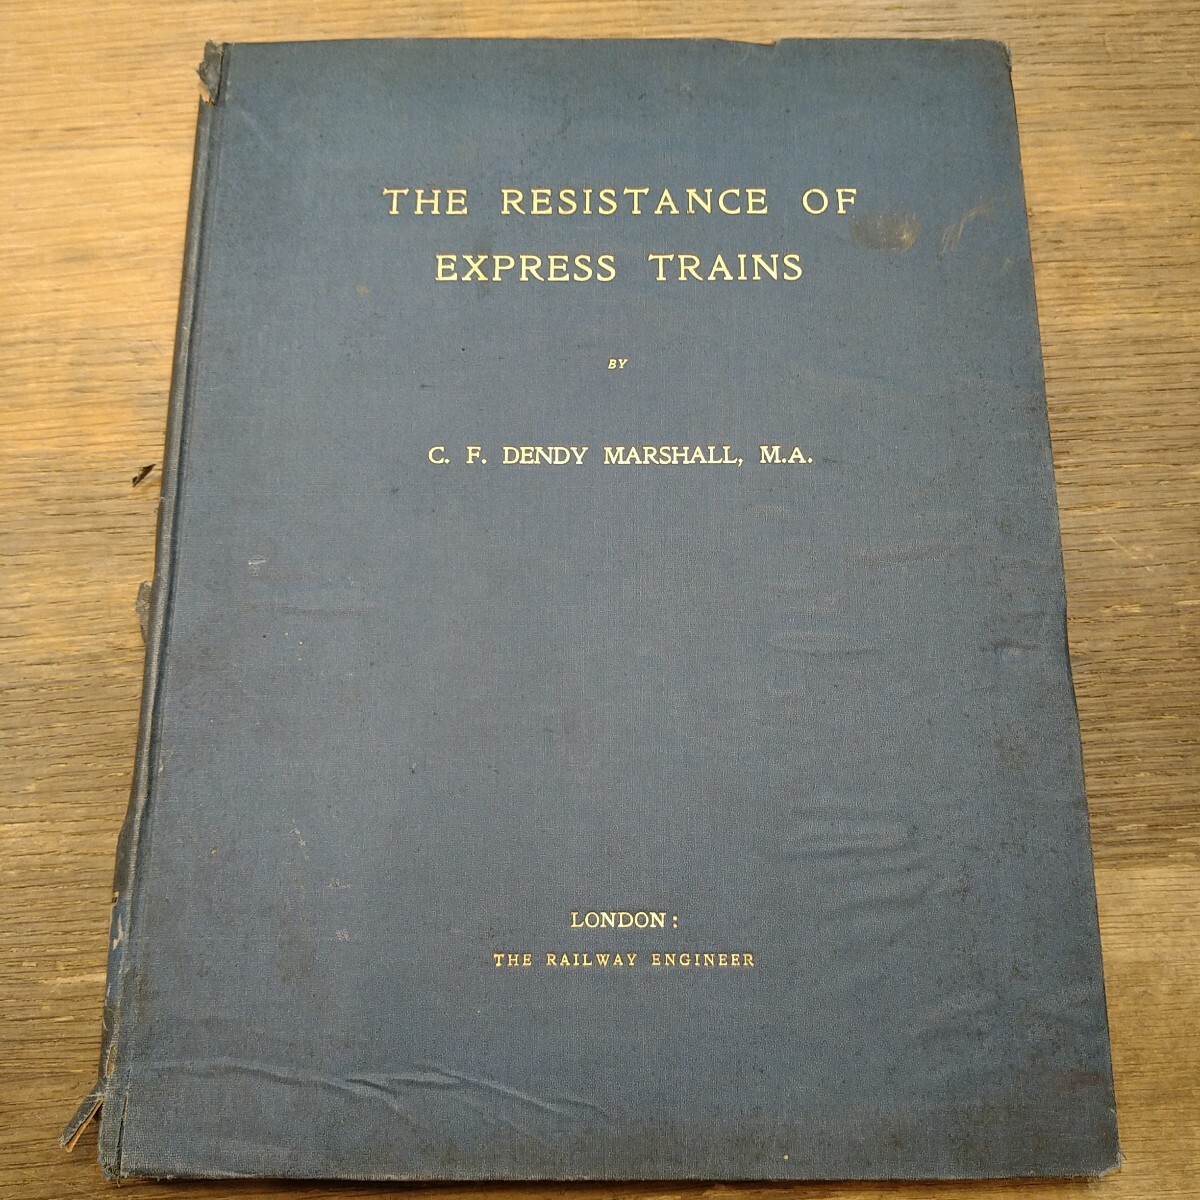 THE RESISTANCE OF
EXPRESS TRAINS
BY
C. F. DENDY MARSHALL, M.A.
LONDON:
THE RAILWAY ENGINEER